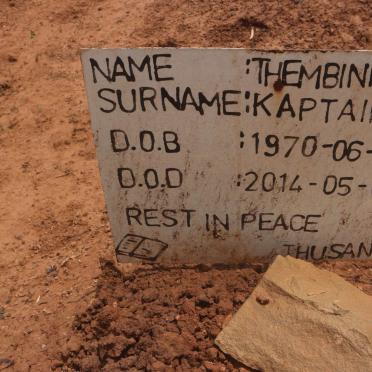 NAME :THEMBIN
SURNAME:KAPTAI
D.O.B :1970-06-
D.O.D :2014-05-
REST IN PEACE
THUSAN